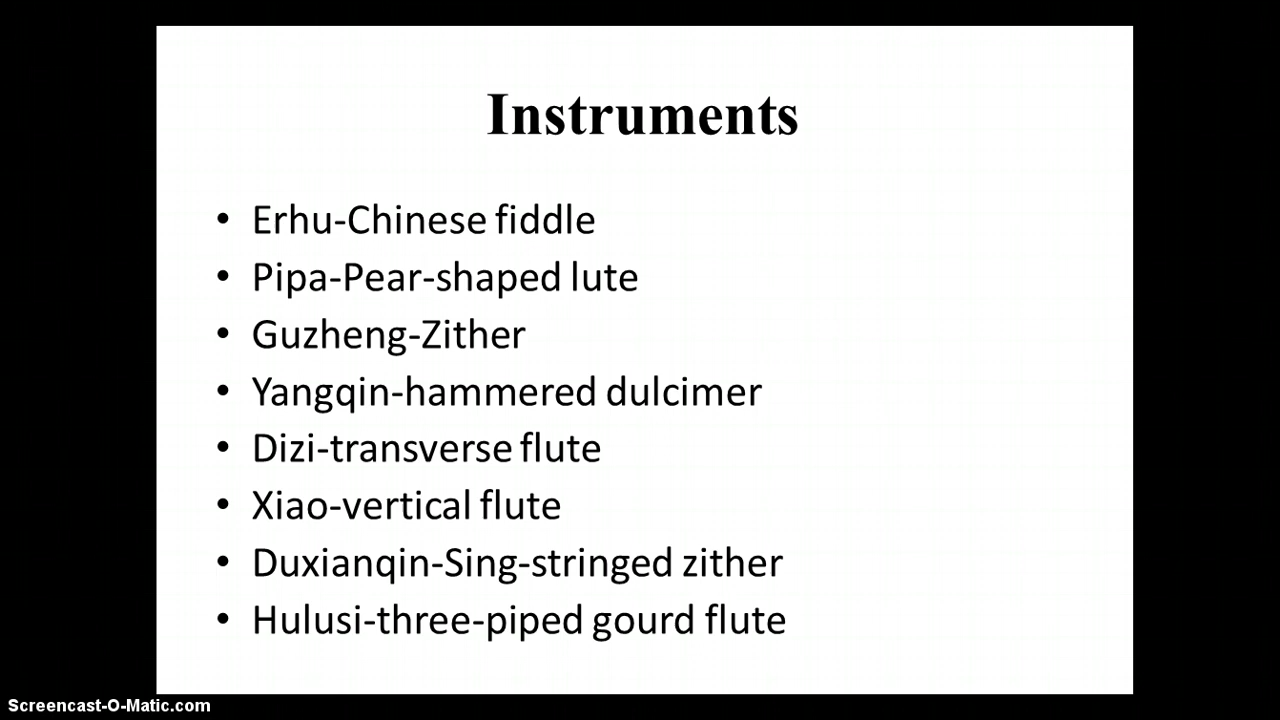 Instruments
• Erhu-Chinese fiddle
• Pipa-Pear-shaped lute
• Guzheng-Zither
• Yangqin-hammered dulcimer
• Dizi-transverse flute
• Xiao-vertical flute
• Duxianqin-Sing-stringed zither
• Hulusi-three-piped gourd flute
Screencast-O-Matic.com